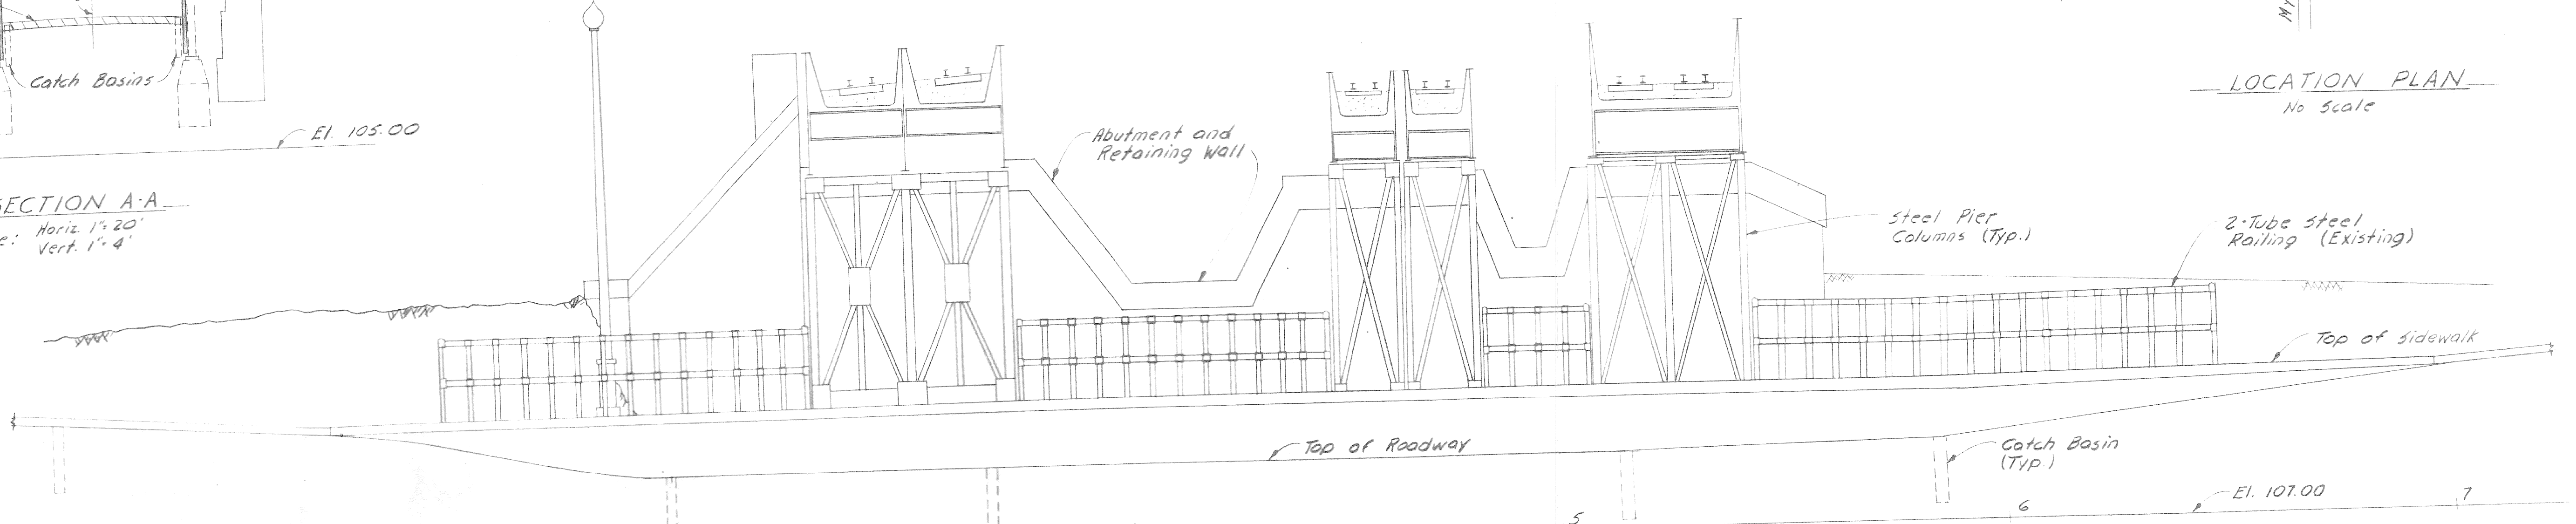 Catch Basins
El. 105.00
SECTION A-A
Horiz. 1"= 20'
Vert. 1"= 4'
Abutment and
Retaining Wall
LOCATION PLAN
No Scale
Steel Pier
Columns (Typ.)
2-Tube Steel
Railing (Existing)
Top of Sidewalk
Top of Roadway
Catch Basin
(Typ.)
El. 107.00
5
6
7